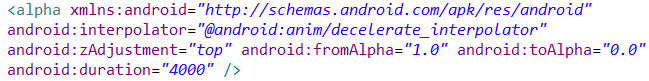 <alpha xmlns:android="http://schemas.android.com/apk/res/android"
android:interpolator="@android:anim/decelerate_interpolator"
android:zAdjustment="top" android:fromAlpha="1.0" android:toAlpha="0.0"
android:duration="4000" />